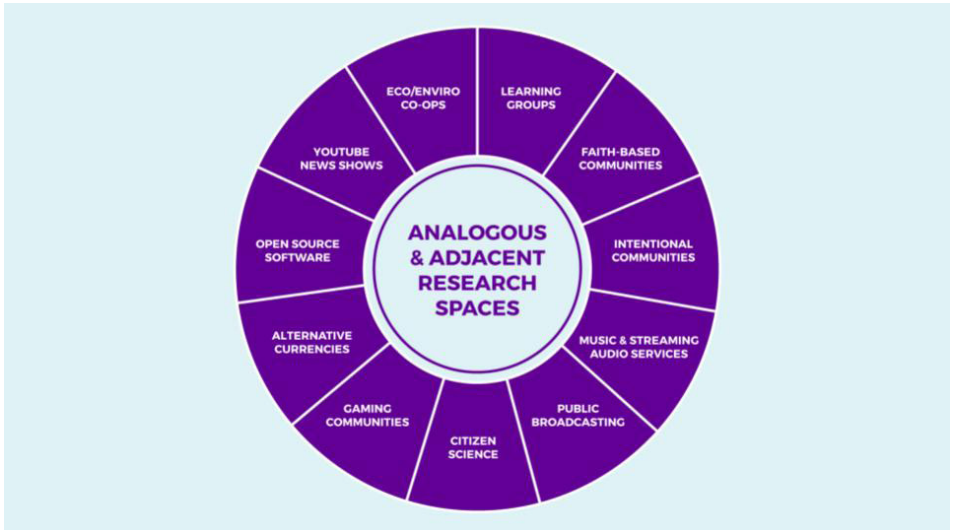 ANALOGOUS
& ADJACENT
RESEARCH
SPACES
LEARNING
GROUPS
FAITH-BASED
COMMUNITIES
INTENTIONAL
COMMUNITIES
MUSIC & STREAMING
AUDIO SERVICES
PUBLIC
BROADCASTING
CITIZEN
SCIENCE
GAMING
COMMUNITIES
ALTERNATIVE
CURRENCIES
OPEN SOURCE
SOFTWARE
YOUTUBE
NEWS SHOWS
ECO/ENVIRO
CO-OPS